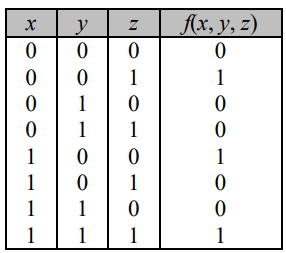 x y z f(x, y, z)
0 0 0 0
0 0 1 1
0 1 0 0
0 1 1 0
1 0 0 1
1 0 1 0
1 1 0 0
1 1 1 1